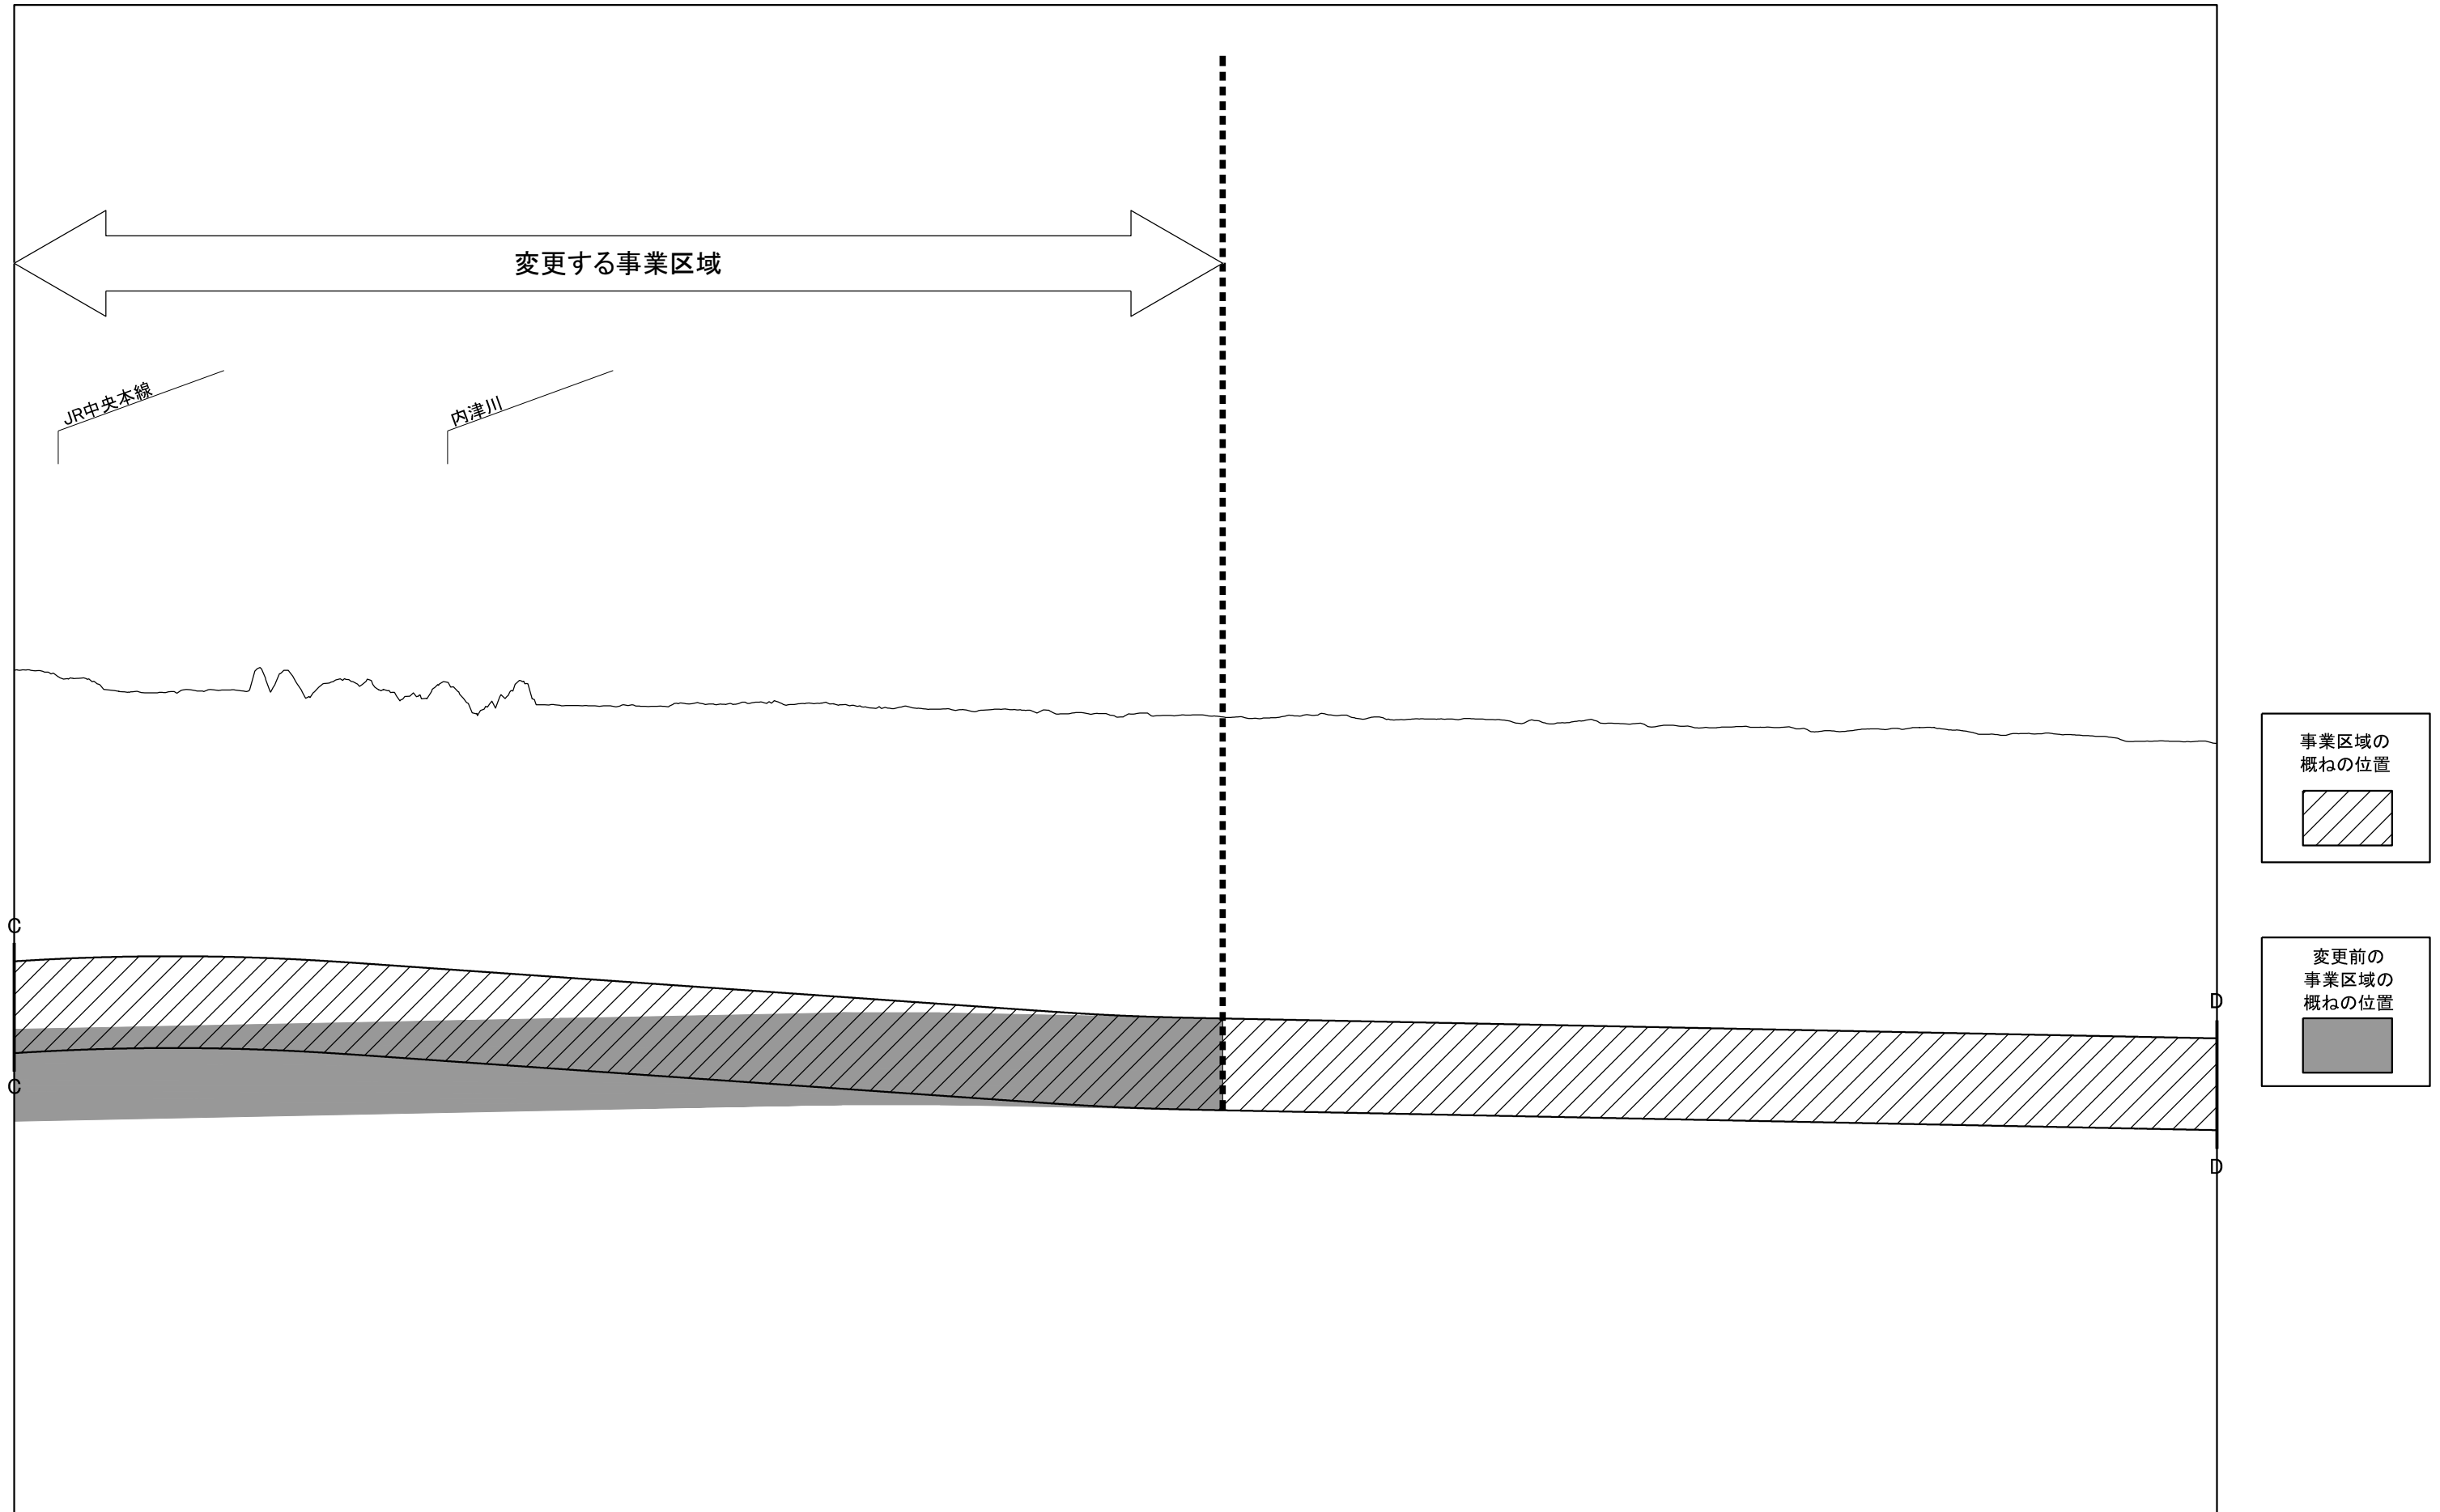 変更する事業区域
JR中央本線
内津川
事業区域の
概ねの位置
C
変更前の
事業区域の
概ねの位置
D
C
D